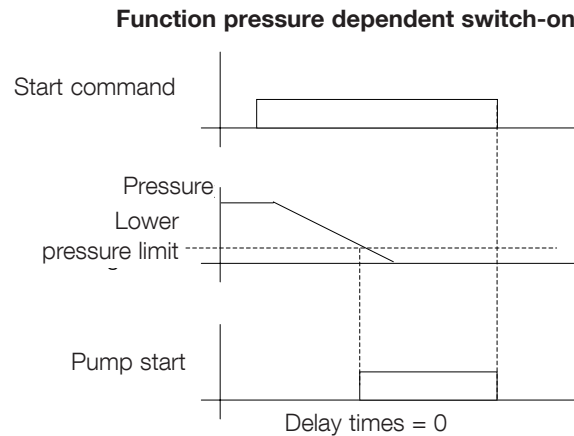 Function pressure dependent switch-on
Start command
Pressure
Lower
pressure limit
Pump start
Delay times = 0